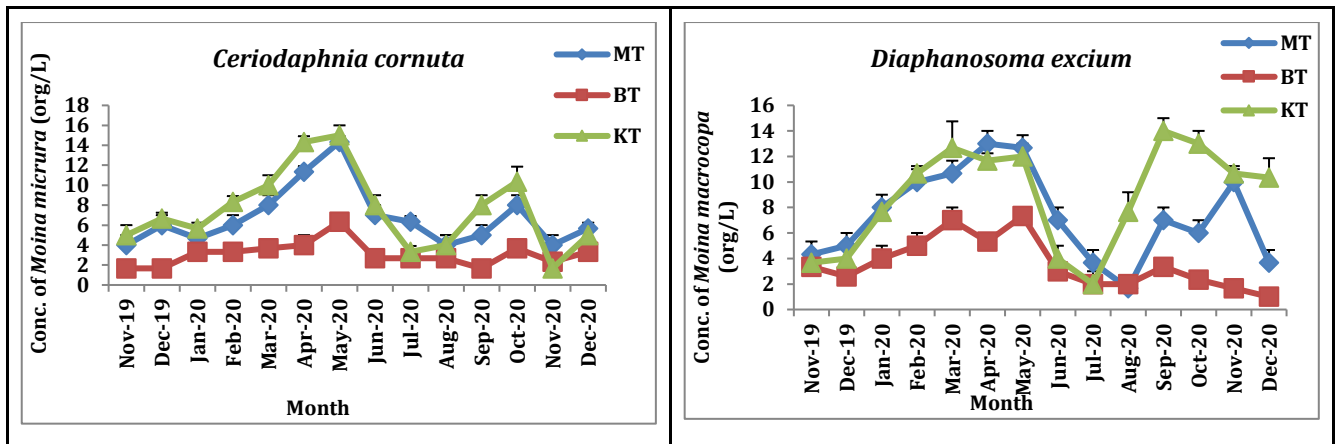 Ceriodaphnia cornuta
MT
BT
KT
Conc. of Moina micrura (org/L)
18
16
14
12
10
8
6
4
2
0
Nov-19
Dec-19
Jan-20
Feb-20
Mar-20
Apr-20
May-20
Jun-20
Jul-20
Aug-20
Sep-20
Oct-20
Nov-20
Dec-20
Month
Diaphanosoma excium
MT
BT
KT
Conc. of Moina macrocopa
(org/L)
16
14
12
10
8
6
4
2
0
Nov-19
Dec-19
Jan-20
Feb-20
Mar-20
Apr-20
May-20
Jun-20
Jul-20
Aug-20
Sep-20
Oct-20
Nov-20
Dec-20
Month